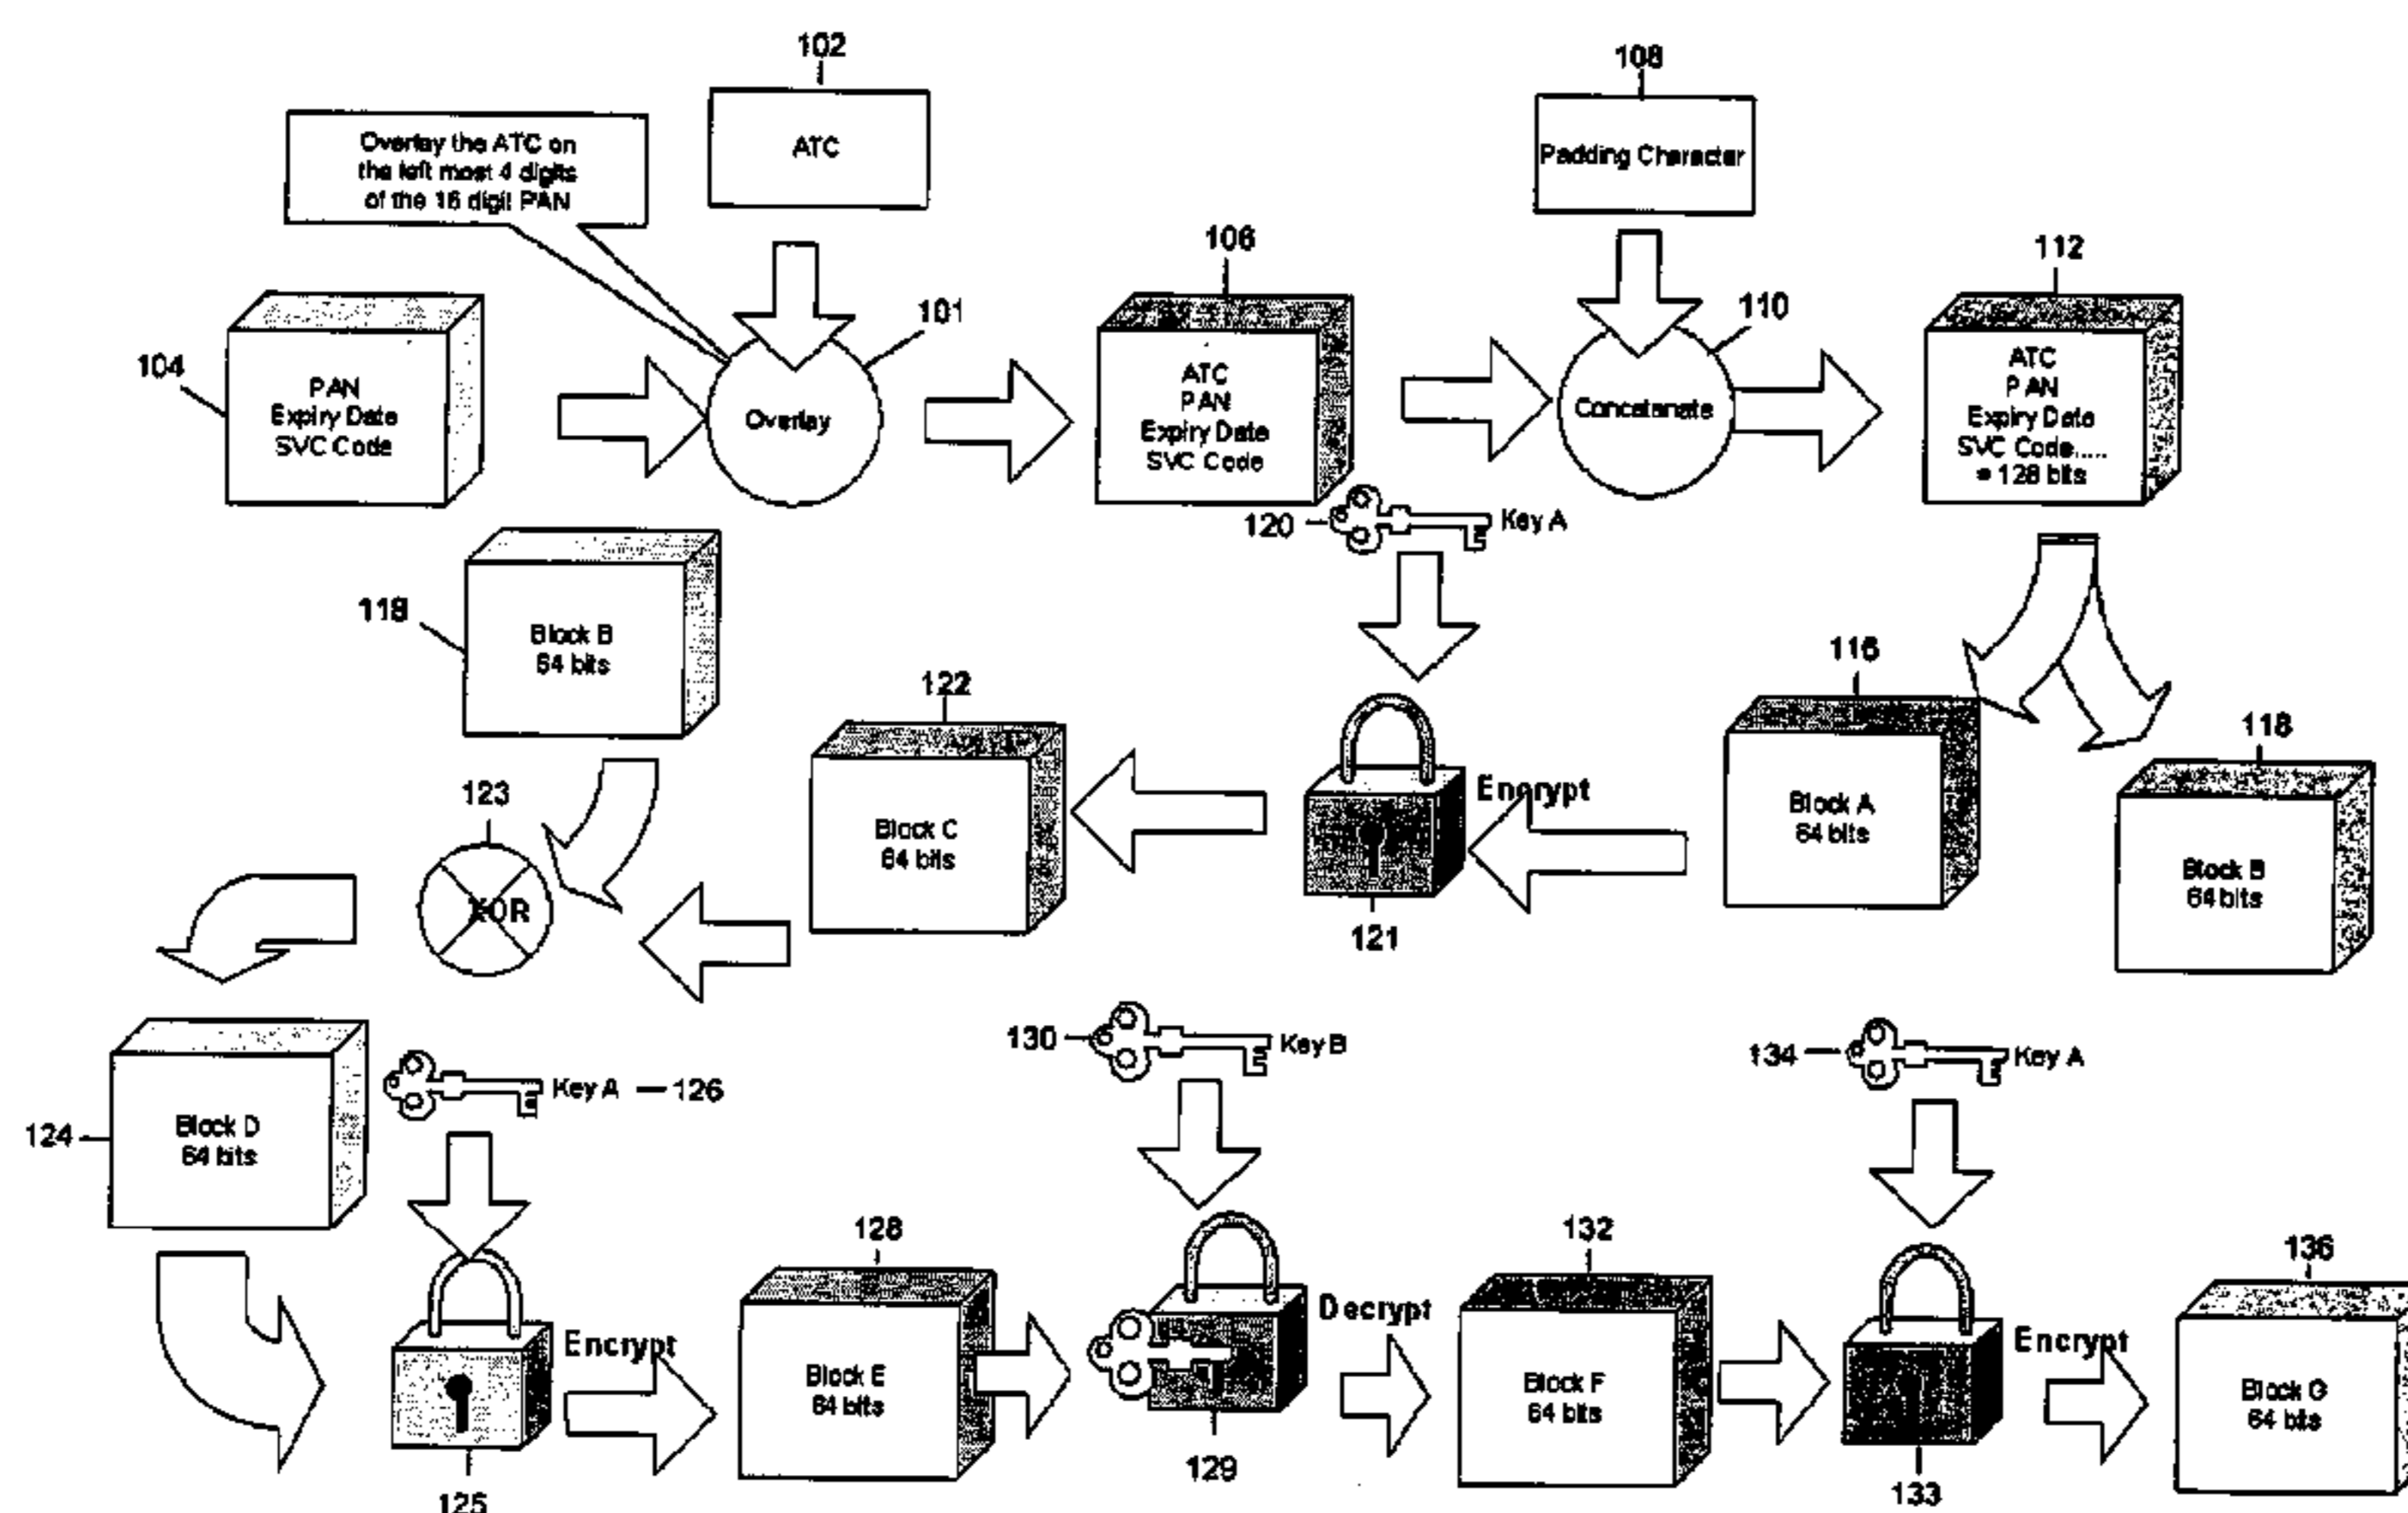 102
ATC
108
Padding Character
Overlay the ATC on
the left most 4 digits
of the 16 digit PAN
104
PAN
Expiry Date
SVC Code
101
Overlay
106
ATC
PAN
Expiry Date
SVC Code
110
Concatenate
112
ATC
PAN
Expiry Date
SVC Code.....
= 128 bits
120
Key A
118
Block B
64 bits
122
Block C
64 bits
Encrypt
121
116
Block A
64 bits
118
Block B
64 bits
123
XOR
124
Block D
64 bits
Key A
126
130
Key B
134
Key A
125
Encrypt
128
Block E
64 bits
129
Decrypt
132
Block F
64 bits
133
Encrypt
136
Block G
64 bits